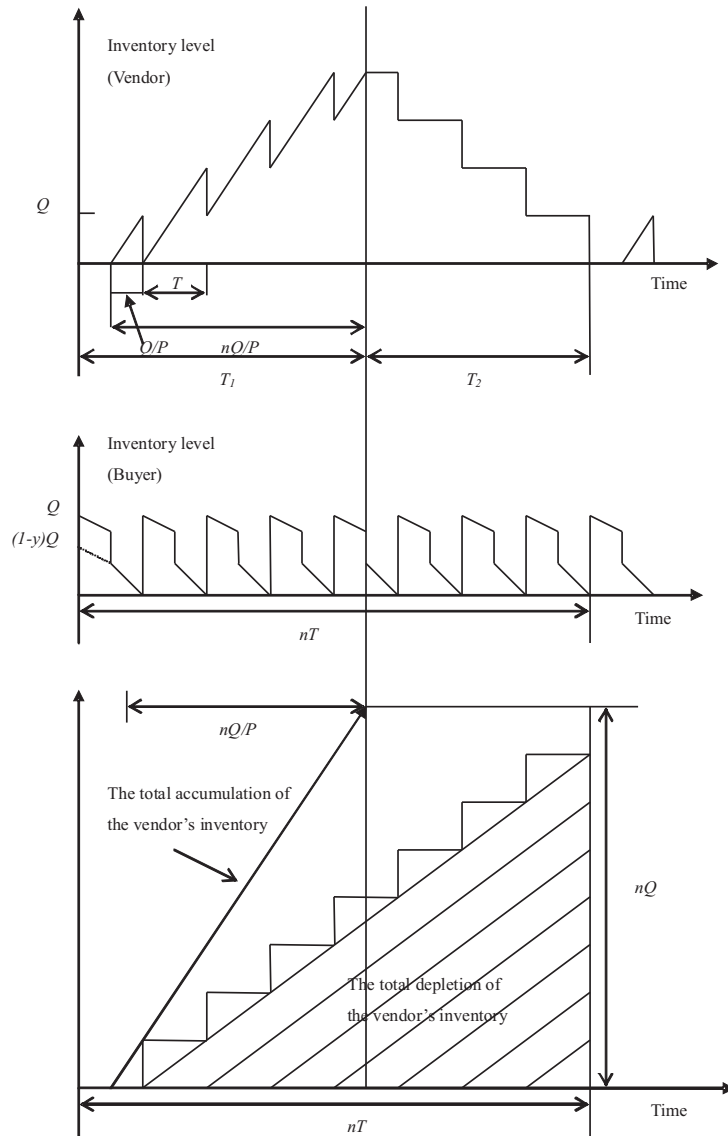 Inventory level
(Vendor)
Q
Time
T
Q/P
nQ/P
T1
T2
Inventory level
(Buyer)
Q
(1-y)Q
Time
nT
nQ/P
The total accumulation of
the vendor's inventory
nQ
The total depletion of
the vendor's inventory
Time
nT